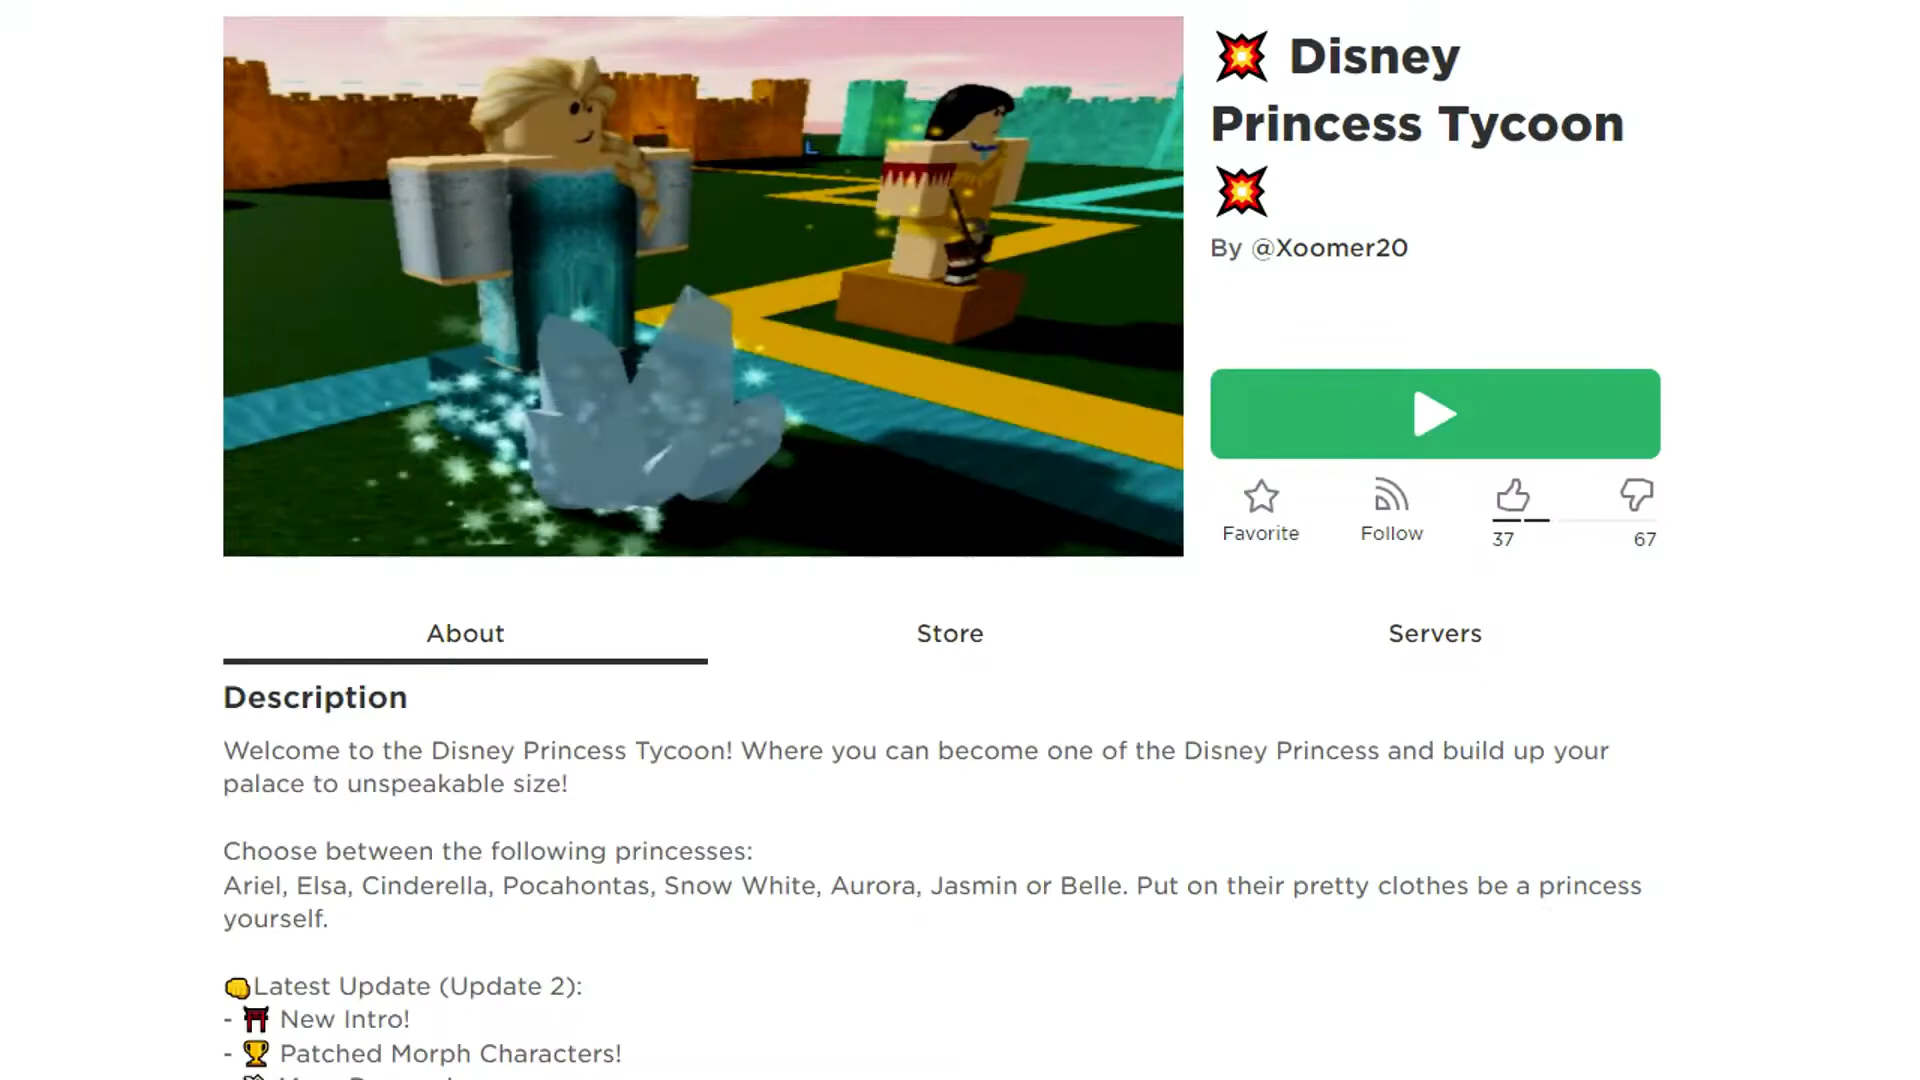 💥 Disney
Princess Tycoon
💥
By @Xoomer20
Favorite
Follow
37
67
About
Store
Servers
Description
Welcome to the Disney Princess Tycoon! Where you can become one of the Disney Princess and build up your
palace to unspeakable size!
Choose between the following princesses:
Ariel, Elsa, Cinderella, Pocahontas, Snow White, Aurora, Jasmin or Belle. Put on their pretty clothes be a princess
yourself.
👊Latest Update (Update 2):
- ⛩ New Intro!
- 🏆 Patched Morph Characters!